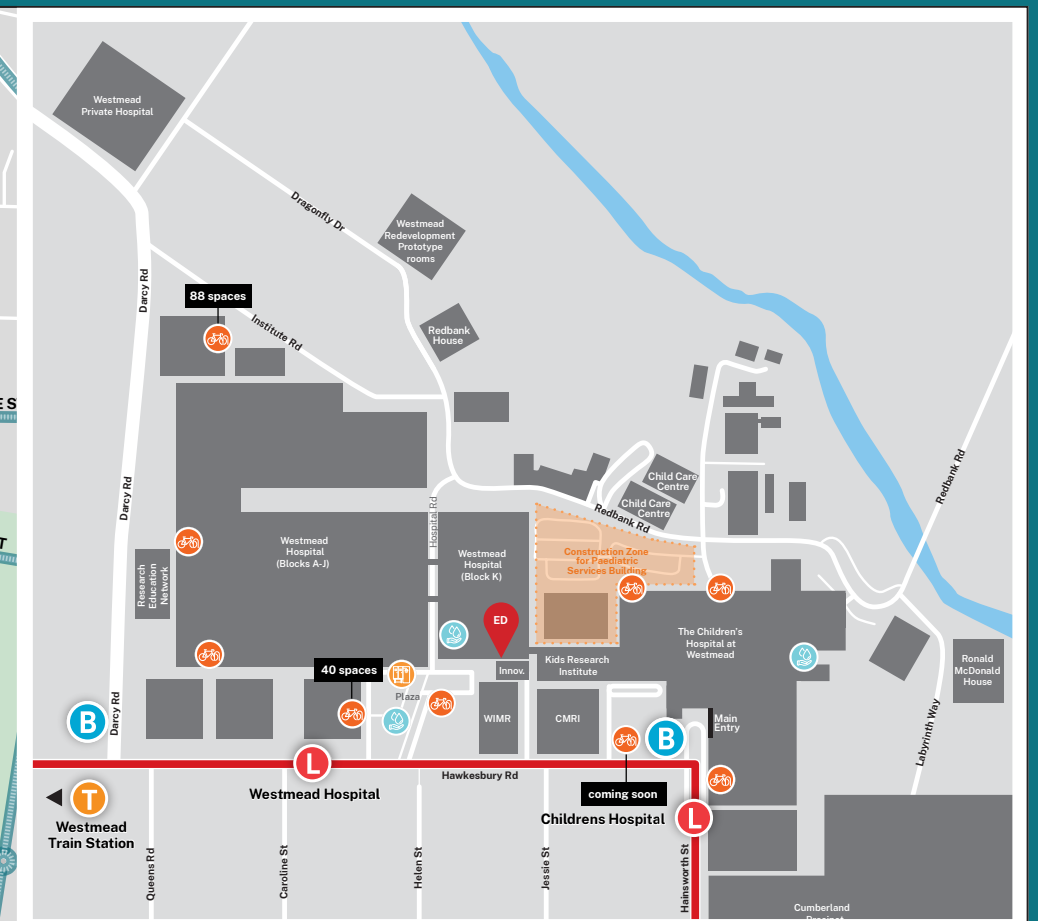 Westmead
Private Hospital
Dragonfly Dr
Westmead
Redevelopment
Prototype
rooms
Darcy Rd
88 spaces
Institute Rd
Redbank
House
Darcy Rd
Hospital Rd
Child Care
Centre
Child Care
Centre
Redbank Rd
Redbank Rd
Westmead
Hospital
(Blocks A-J)
Westmead
Hospital
(Block K)
Construction Zone
for Paediatric
Services Building
Research
Education
Network
ED
The Children's
Hospital at
Westmead
Innov.
Kids Research
Institute
Ronald
McDonald
House
40 spaces
Plaza
WIMR
CMRI
Main
Entry
Darcy Rd
B
B
Labyrinth Way
L
Westmead Hospital
Hawkesbury Rd
T
Westmead
Train Station
coming soon
Childrens Hospital
L
Queens Rd
Caroline St
Helen St
Jessie St
Hainsworth St
Cumberland